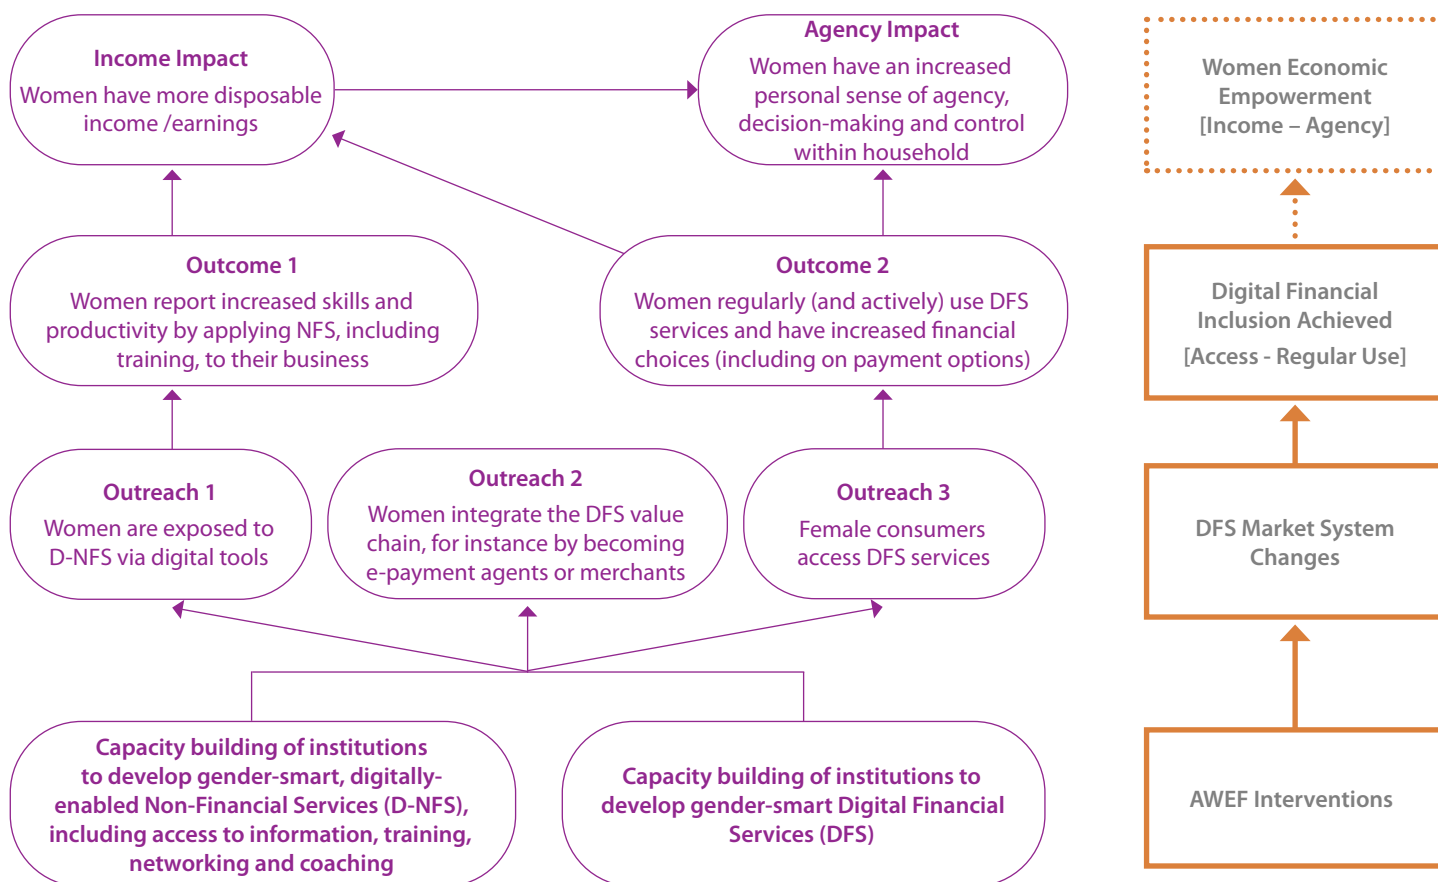 Income Impact
Women have more disposable
income /earnings
Agency Impact
Women have an increased
personal sense of agency,
decision-making and control
within household
Women Economic
Empowerment
[Income – Agency]
Outcome 1
Women report increased skills and
productivity by applying NFS, including
training, to their business
Outcome 2
Women regularly (and actively) use DFS
services and have increased financial
choices (including on payment options)
Digital Financial
Inclusion Achieved
[Access - Regular Use]
Outreach 1
Women are exposed to
D-NFS via digital tools
Outreach 2
Women integrate the DFS value
chain, for instance by becoming
e-payment agents or merchants
Outreach 3
Female consumers
access DFS services
DFS Market System
Changes
Capacity building of institutions
to develop gender-smart, digitally-
enabled Non-Financial Services (D-NFS),
including access to information, training,
networking and coaching
Capacity building of institutions to
develop gender-smart Digital Financial
Services (DFS)
AWEF Interventions